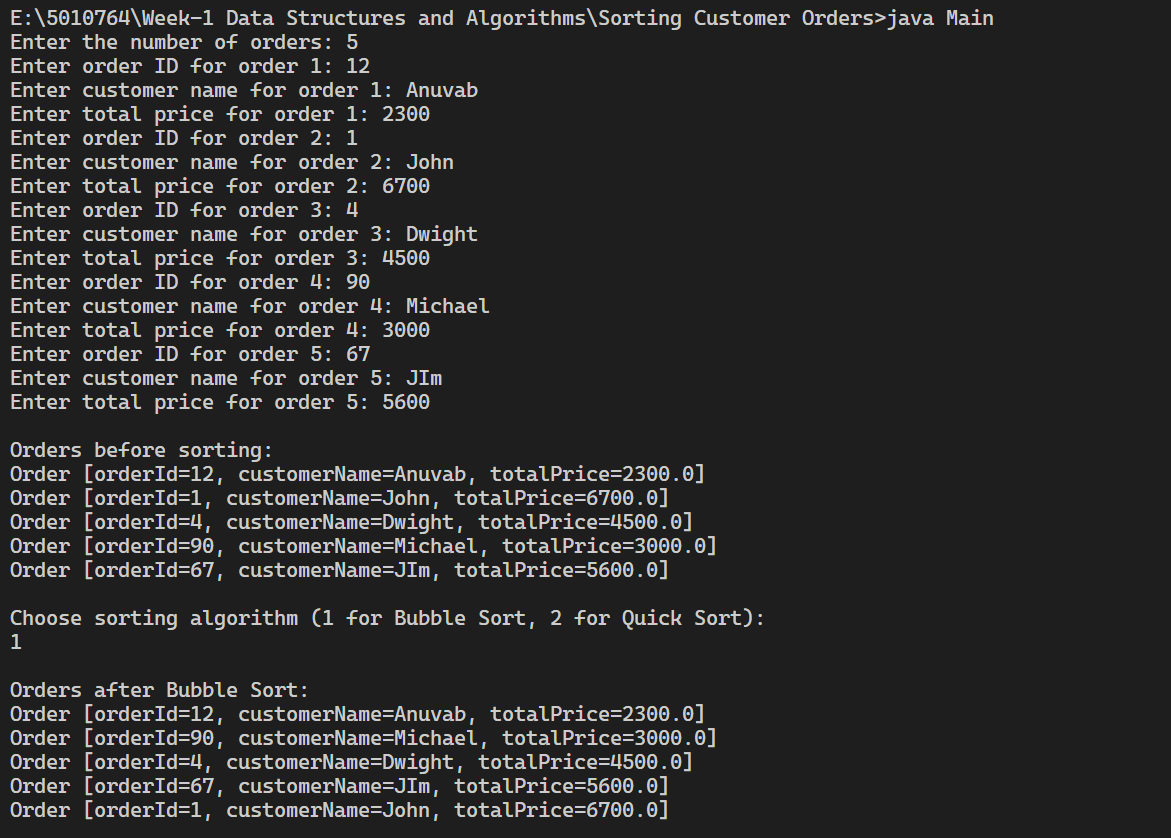 E:\5010764\Week-1 Data Structures and Algorithms\Sorting Customer Orders>java Main
Enter the number of orders: 5
Enter order ID for order 1: 12
Enter customer name for order 1: Anuvab
Enter total price for order 1: 2300
Enter order ID for order 2: 1
Enter customer name for order 2: John
Enter total price for order 2: 6700
Enter order ID for order 3: 4
Enter customer name for order 3: Dwight
Enter total price for order 3: 4500
Enter order ID for order 4: 90
Enter customer name for order 4: Michael
Enter total price for order 4: 3000
Enter order ID for order 5: 67
Enter customer name for order 5: JIm
Enter total price for order 5: 5600

Orders before sorting:
Order [orderId=12, customerName=Anuvab, totalPrice=2300.0]
Order [orderId=1, customerName=John, totalPrice=6700.0]
Order [orderId=4, customerName=Dwight, totalPrice=4500.0]
Order [orderId=90, customerName=Michael, totalPrice=3000.0]
Order [orderId=67, customerName=JIm, totalPrice=5600.0]

Choose sorting algorithm (1 for Bubble Sort, 2 for Quick Sort):
1

Orders after Bubble Sort:
Order [orderId=12, customerName=Anuvab, totalPrice=2300.0]
Order [orderId=90, customerName=Michael, totalPrice=3000.0]
Order [orderId=4, customerName=Dwight, totalPrice=4500.0]
Order [orderId=67, customerName=JIm, totalPrice=5600.0]
Order [orderId=1, customerName=John, totalPrice=6700.0]